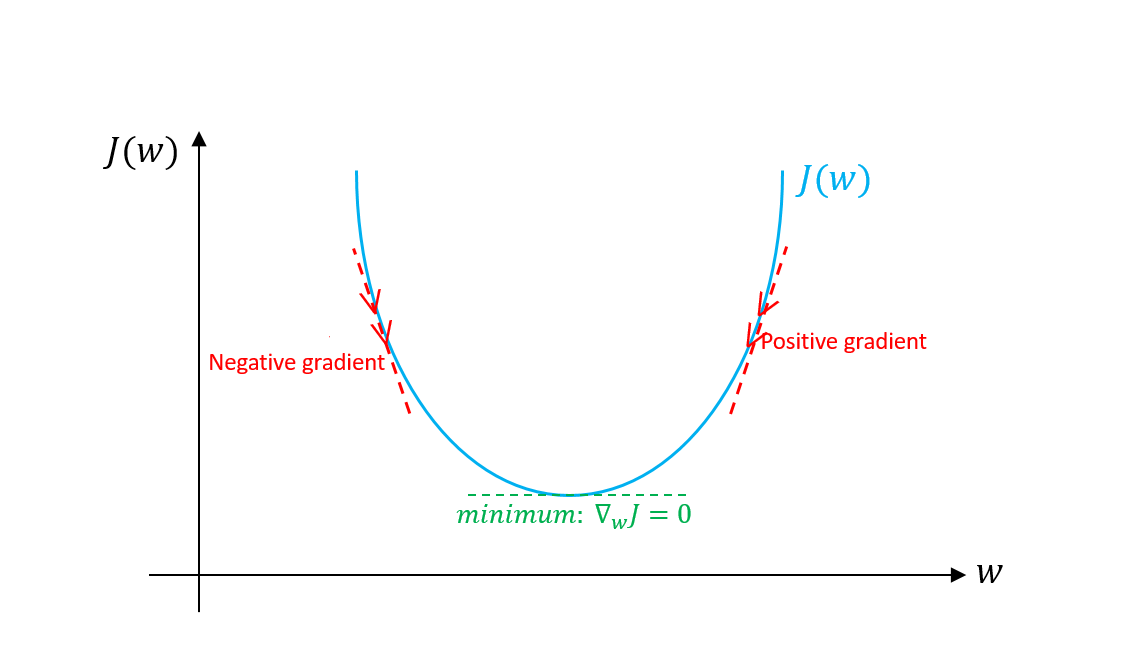 J(w)
J(w)
Positive gradient
Negative gradient
minimum: ∇wJ = 0
w